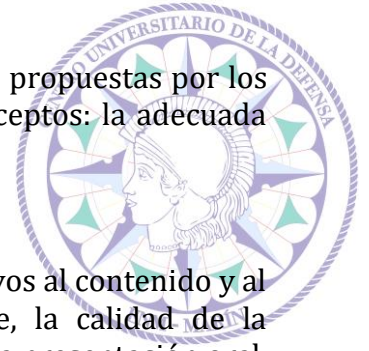 UNIVERSITARIO DE LA DEFENSA
propuestas por los
ceptos: la adecuada
vos al contenido y al
e, la calidad de la